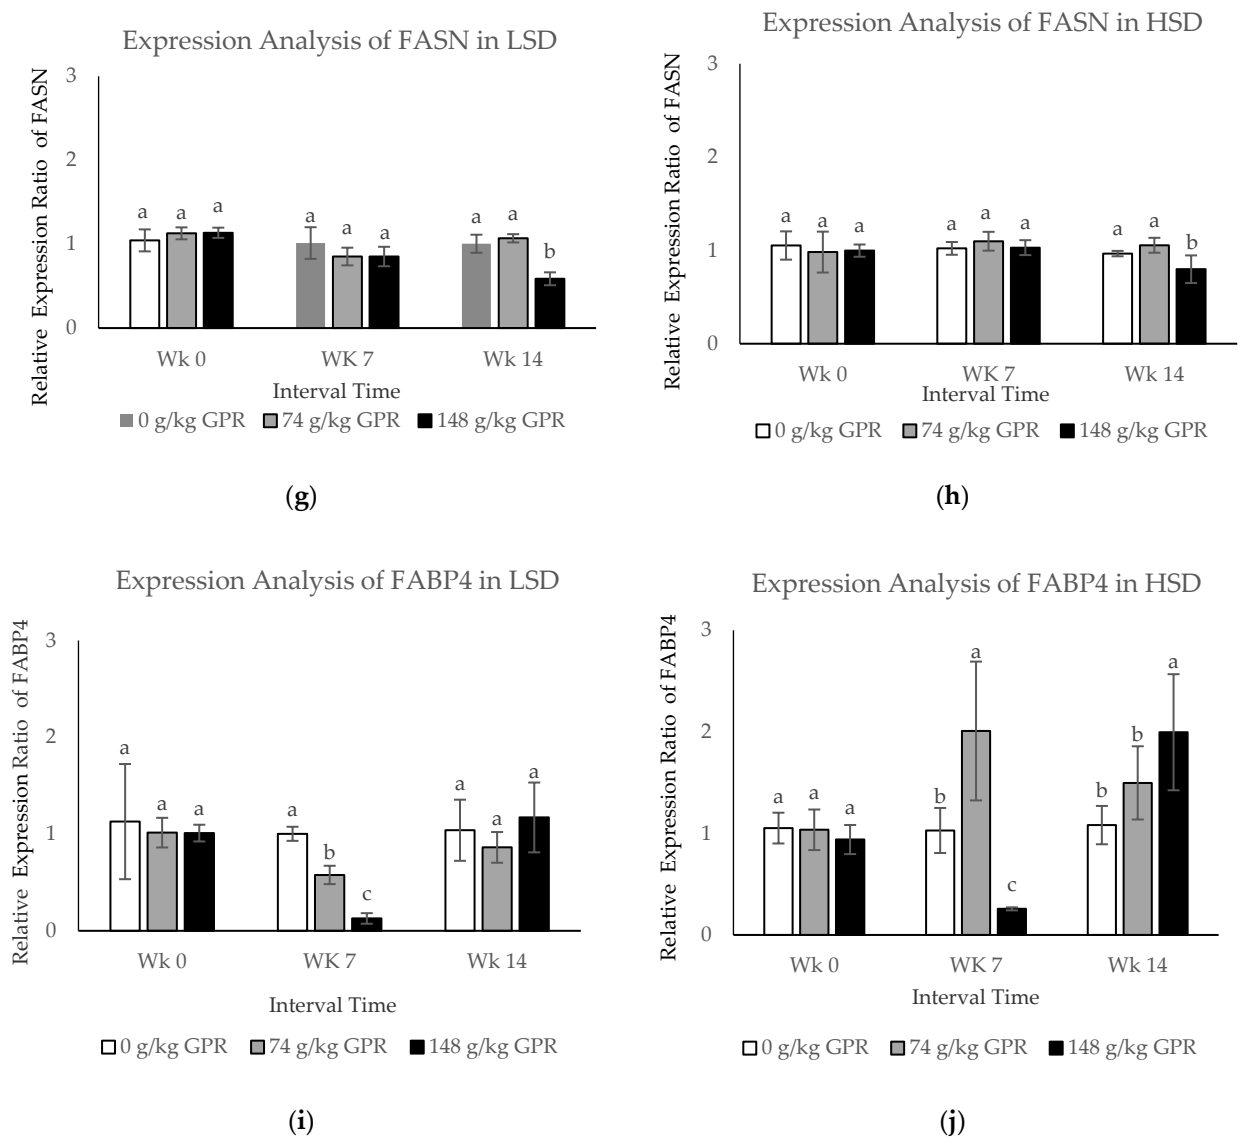 Expression Analysis of FASN in LSD
Relative Expression Ratio of FASN
3
2
1
0
a a a
a a a
a a b
Wk 0 WK 7 Wk 14
Interval Time
0 g/kg GPR 74 g/kg GPR 148 g/kg GPR
(g)
Expression Analysis of FASN in HSD
Relative Expression Ratio of FASN
3
2
1
0
a a a
a a a
a a b
Wk 0 WK 7 Wk 14
Interval Time
0 g/kg GPR 74 g/kg GPR 148 g/kg GPR
(h)
Expression Analysis of FABP4 in LSD
Relative Expression Ratio of FABP4
3
2
1
0
a a a
a b c
a a a
Wk 0 WK 7 Wk 14
Interval Time
0 g/kg GPR 74 g/kg GPR 148 g/kg GPR
(i)
Expression Analysis of FABP4 in HSD
Relative Expression Ratio of FABP4
3
2
1
0
a a a
b a c
b b a
Wk 0 WK 7 Wk 14
Interval Time
0 g/kg GPR 74 g/kg GPR 148 g/kg GPR
(j)